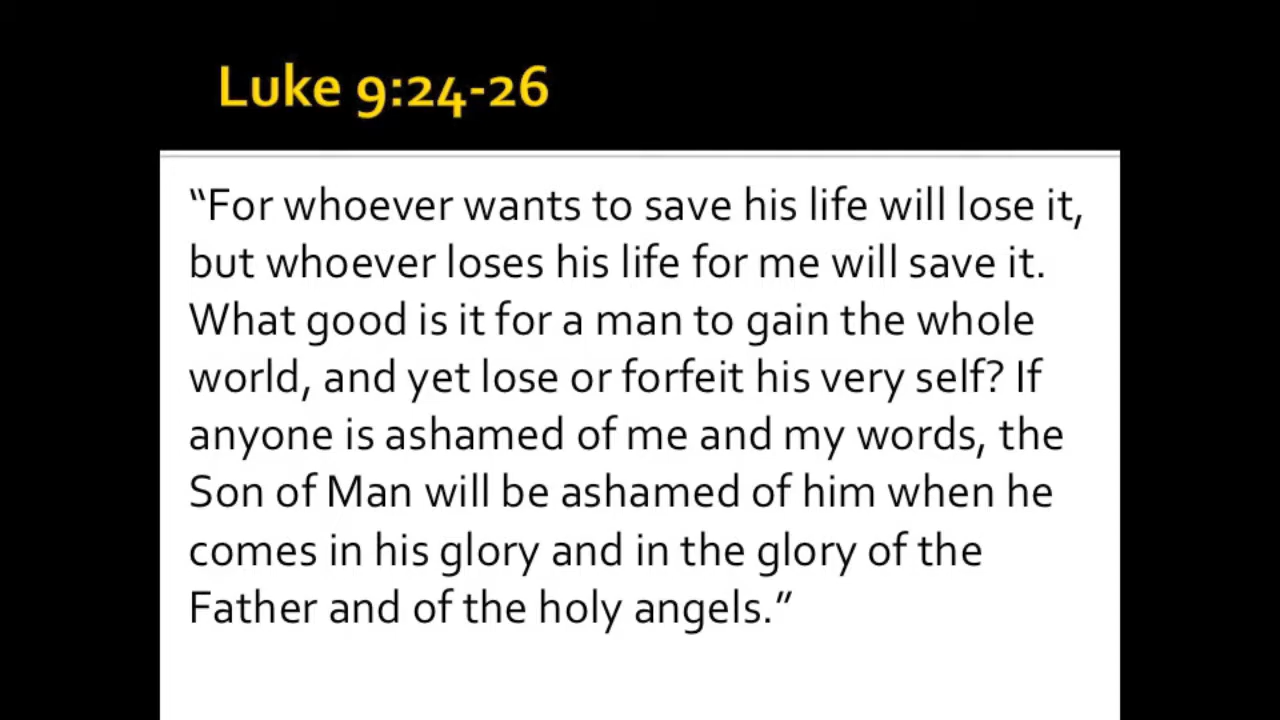 Luke 9:24-26
“For whoever wants to save his life will lose it,
but whoever loses his life for me will save it.
What good is it for a man to gain the whole
world, and yet lose or forfeit his very self? If
anyone is ashamed of me and my words, the
Son of Man will be ashamed of him when he
comes in his glory and in the glory of the
Father and of the holy angels.”